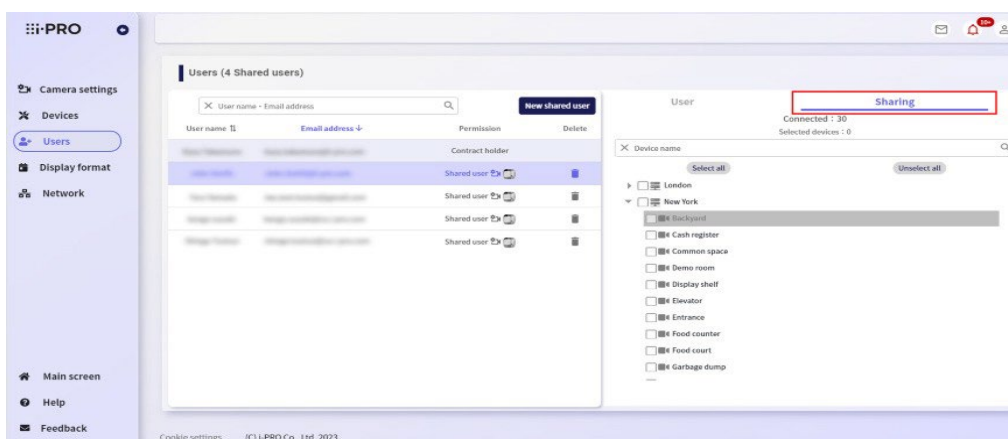 i-PRO
30+
Camera settings
Devices
Users
Display format
Network
Main screen
Help
Feedback
Users (4 Shared users)
User name・Email address
New shared user
User name
Email address
Permission
Delete
Contract holder
Shared user
Shared user
Shared user
Shared user
User
Sharing
Connected : 30
Selected devices : 0
Device name
Select all
Unselect all
London
New York
Backyard
Cash register
Common space
Demo room
Display shelf
Elevator
Entrance
Food counter
Food court
Garbage dump
Cookie settings
(C) i-PRO Co., Ltd. 2023